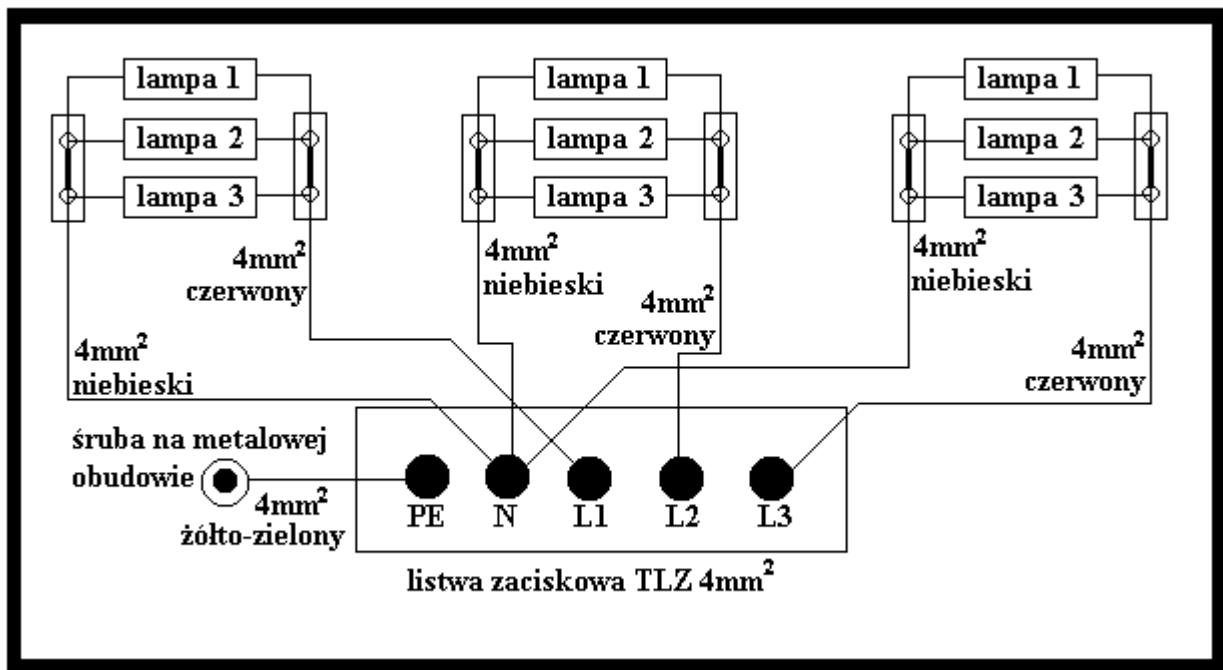 lampa 1
lampa 2
lampa 3
lampa 1
lampa 2
lampa 3
lampa 1
lampa 2
lampa 3
4mm²
czerwony
4mm²
niebieski
4mm²
niebieski
4mm²
czerwony
4mm²
niebieski
4mm²
czerwony
śruba na metalowej
obudowie
4mm²
żółto-zielony
PE N L1 L2 L3
listwa zaciskowa TLZ 4mm²